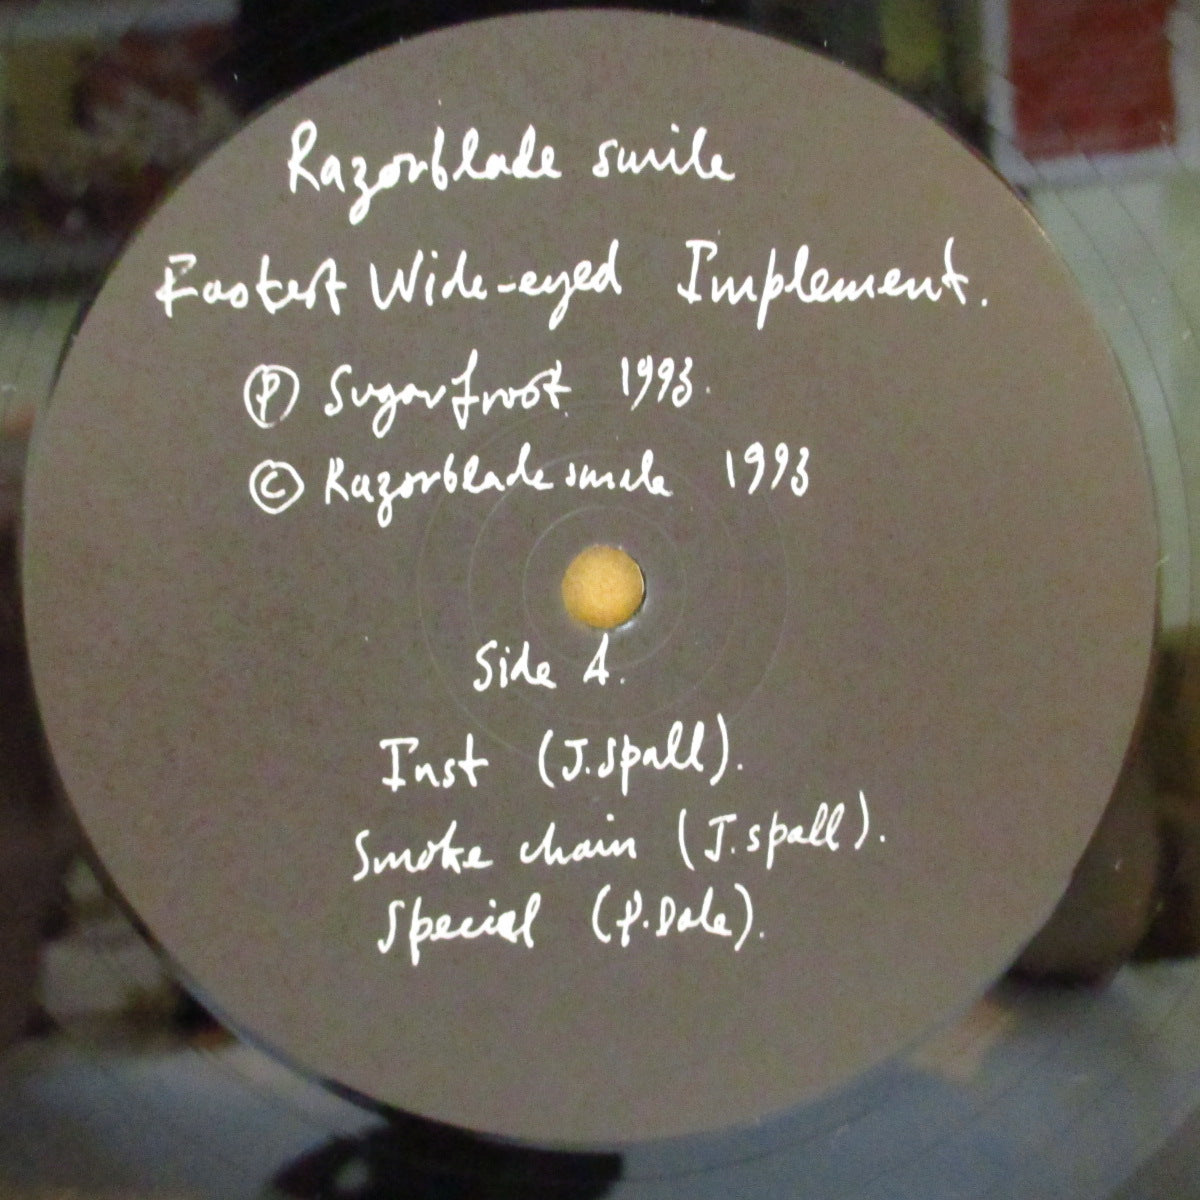 Razorblade smile
Fastest Wide-eyed Implement.
Ⓟ Sugarfrost 1993.
© Razorblade smile 1993
Side A.
Inst (J.Spall).
Smoke chain (J.Spall).
Special (P.Dale).